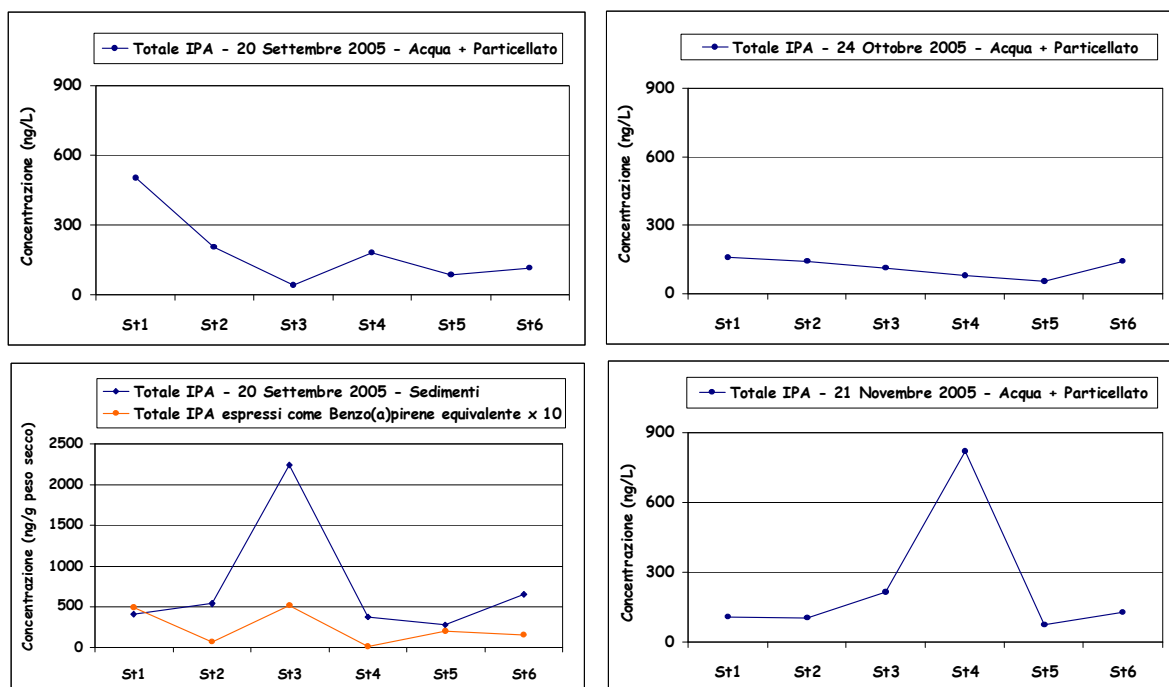 Totale IPA - 20 Settembre 2005 - Acqua + Particellato
Concentrazione (ng/L)
900
600
300
0
St1 St2 St3 St4 St5 St6
Totale IPA - 24 Ottobre 2005 - Acqua + Particellato
Concentrazione (ng/L)
900
600
300
0
St1 St2 St3 St4 St5 St6
Totale IPA - 20 Settembre 2005 - Sedimenti
Totale IPA espressi come Benzo(a)pirene equivalente x 10
Concentrazione (ng/g peso secco)
2500
2000
1500
1000
500
0
St1 St2 St3 St4 St5 St6
Totale IPA - 21 Novembre 2005 - Acqua + Particellato
Concentrazione (ng/L)
900
600
300
0
St1 St2 St3 St4 St5 St6